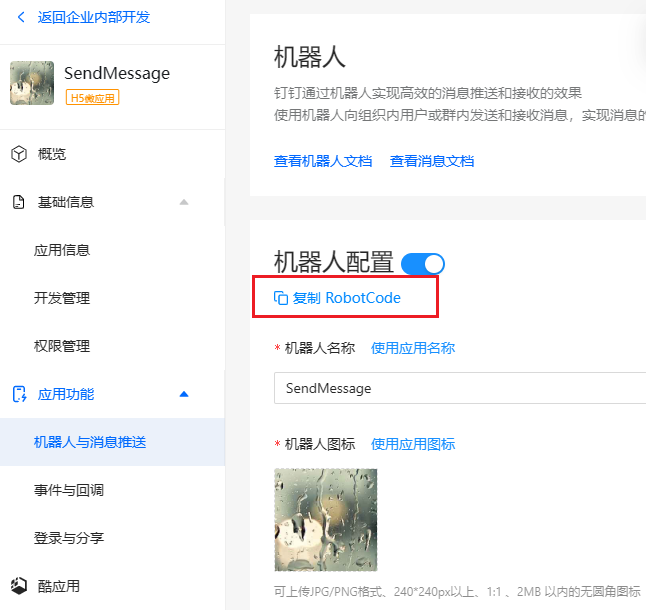 返回企业内部开发
SendMessage
H5微应用
概览
基础信息
应用信息
开发管理
权限管理
应用功能
机器人与消息推送
事件与回调
登录与分享
酷应用
机器人
钉钉通过机器人实现高效的消息推送和接收的效果
使用机器人向组织内用户或群内发送和接收消息，实现消息的
查看机器人文档 查看消息文档
机器人配置
复制 RobotCode
* 机器人名称 使用应用名称
SendMessage
* 机器人图标 使用应用图标
可上传JPG/PNG格式、240*240px以上、1:1 、2MB 以内的无圆角图标